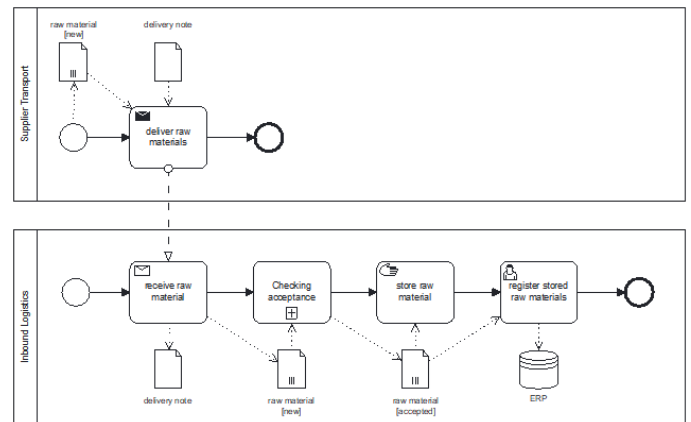 raw material
[new]
delivery note
Supplier Transport
deliver raw
materials
Inbound Logistics
receive raw
material
Checking
acceptance
store raw
material
register stored
raw materials
delivery note
raw material
[new]
raw material
[accepted]
ERP